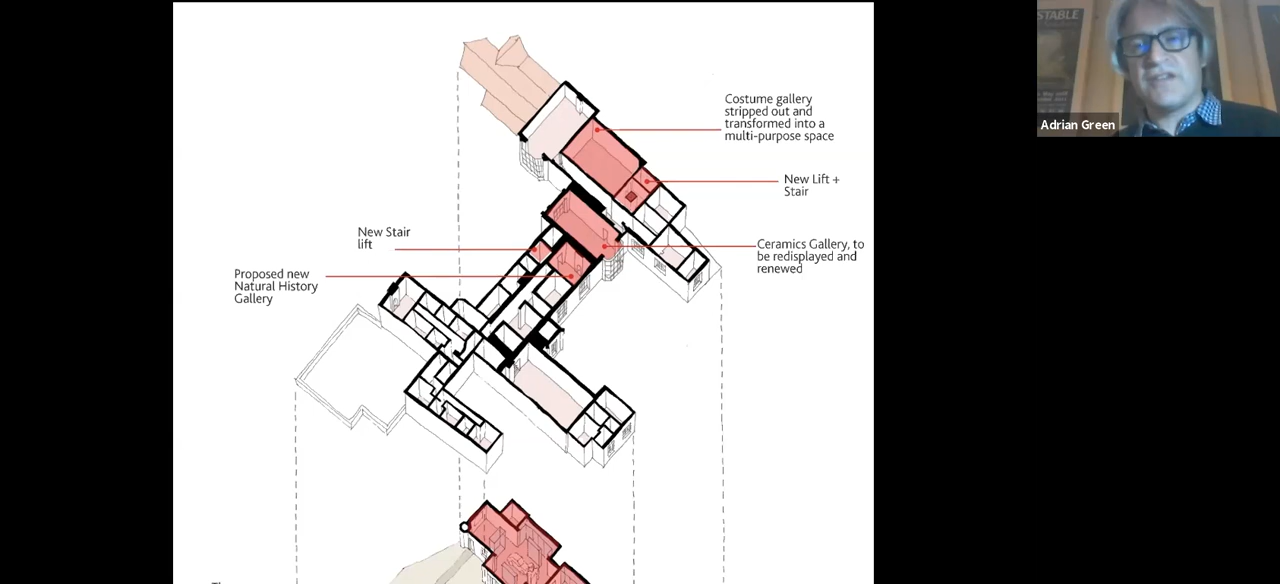 STABLE
Adrian Green
Costume gallery
stripped out and
transformed into a
multi-purpose space
New Lift +
Stair
New Stair
lift
Ceramics Gallery, to
be redisplayed and
renewed
Proposed new
Natural History
Gallery